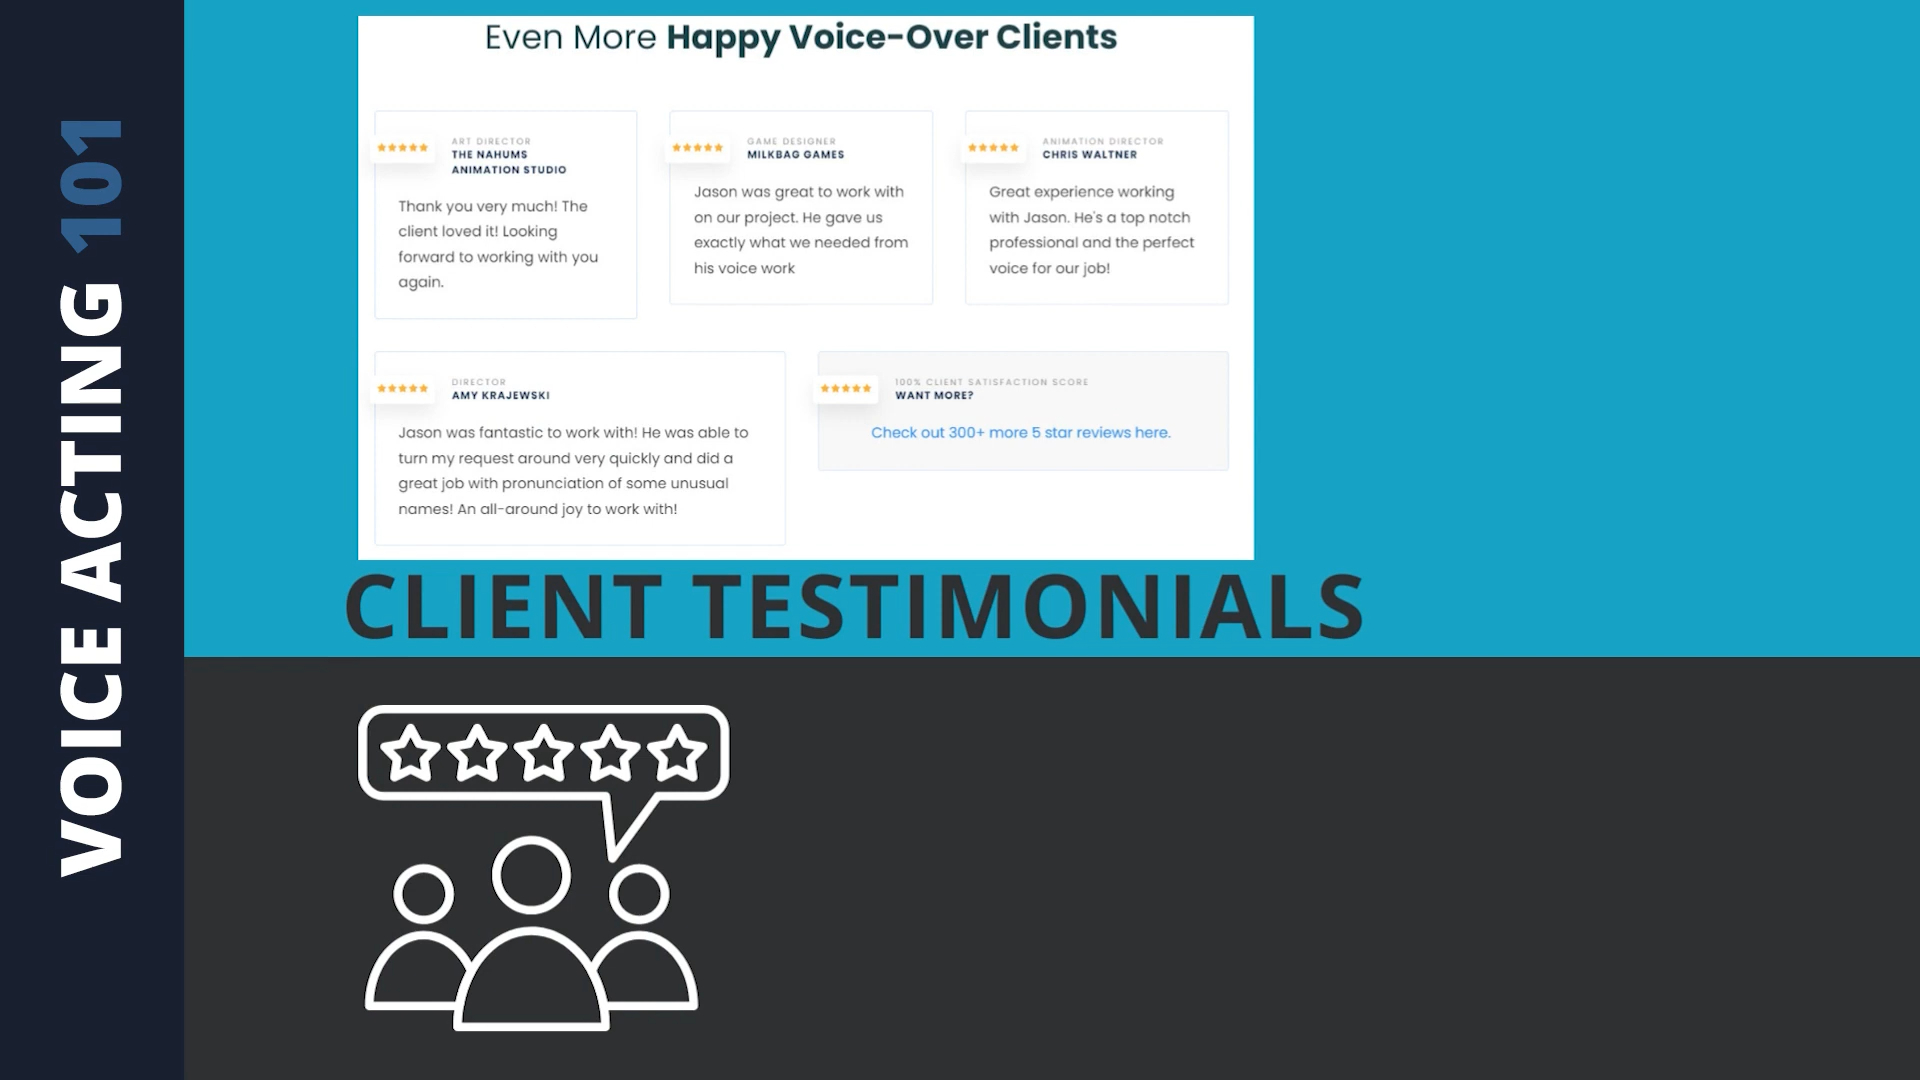 VOICE ACTING 101
Even More Happy Voice-Over Clients
ART DIRECTOR
THE NAHUMS
ANIMATION STUDIO
Thank you very much! The
client loved it! Looking
forward to working with you
again.
GAME DESIGNER
MILKBAG GAMES
Jason was great to work with
on our project. He gave us
exactly what we needed from
his voice work
ANIMATION DIRECTOR
CHRIS WALTNER
Great experience working
with Jason. He's a top notch
professional and the perfect
voice for our job!
DIRECTOR
AMY KRAJEWSKI
Jason was fantastic to work with! He was able to
turn my request around very quickly and did a
great job with pronunciation of some unusual
names! An all-around joy to work with!
100% CLIENT SATISFACTION SCORE
WANT MORE?
Check out 300+ more 5 star reviews here.
CLIENT TESTIMONIALS